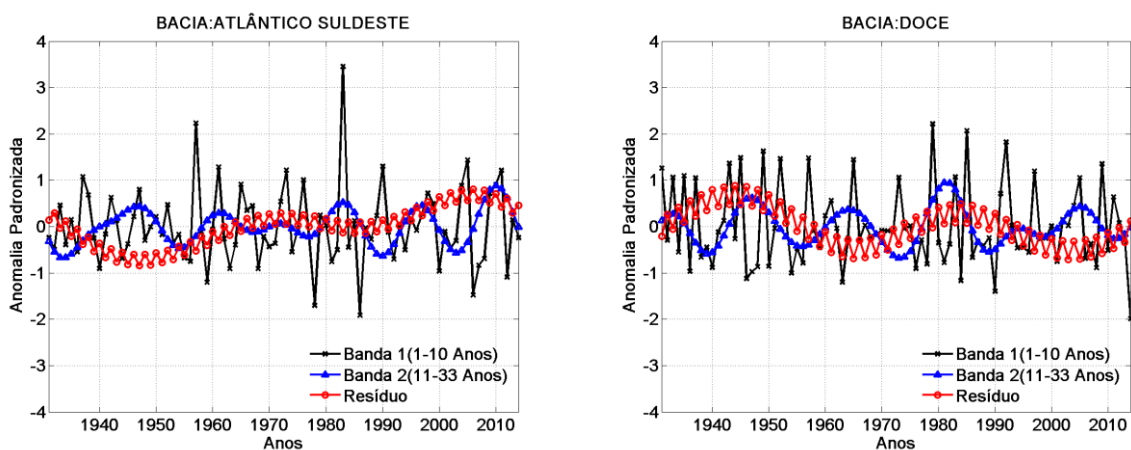 BACIA:ATLÂNTICO SULDESTE
4
3
2
1
0
-1
-2
-3
-4
Anomalia Padronizada
Banda 1(1-10 Anos)
Banda 2(11-33 Anos)
Resíduo
1940 1950 1960 1970 1980 1990 2000 2010
Anos
BACIA:DOCE
4
3
2
1
0
-1
-2
-3
-4
Anomalia Padronizada
Banda 1(1-10 Anos)
Banda 2(11-33 Anos)
Resíduo
1940 1950 1960 1970 1980 1990 2000 2010
Anos